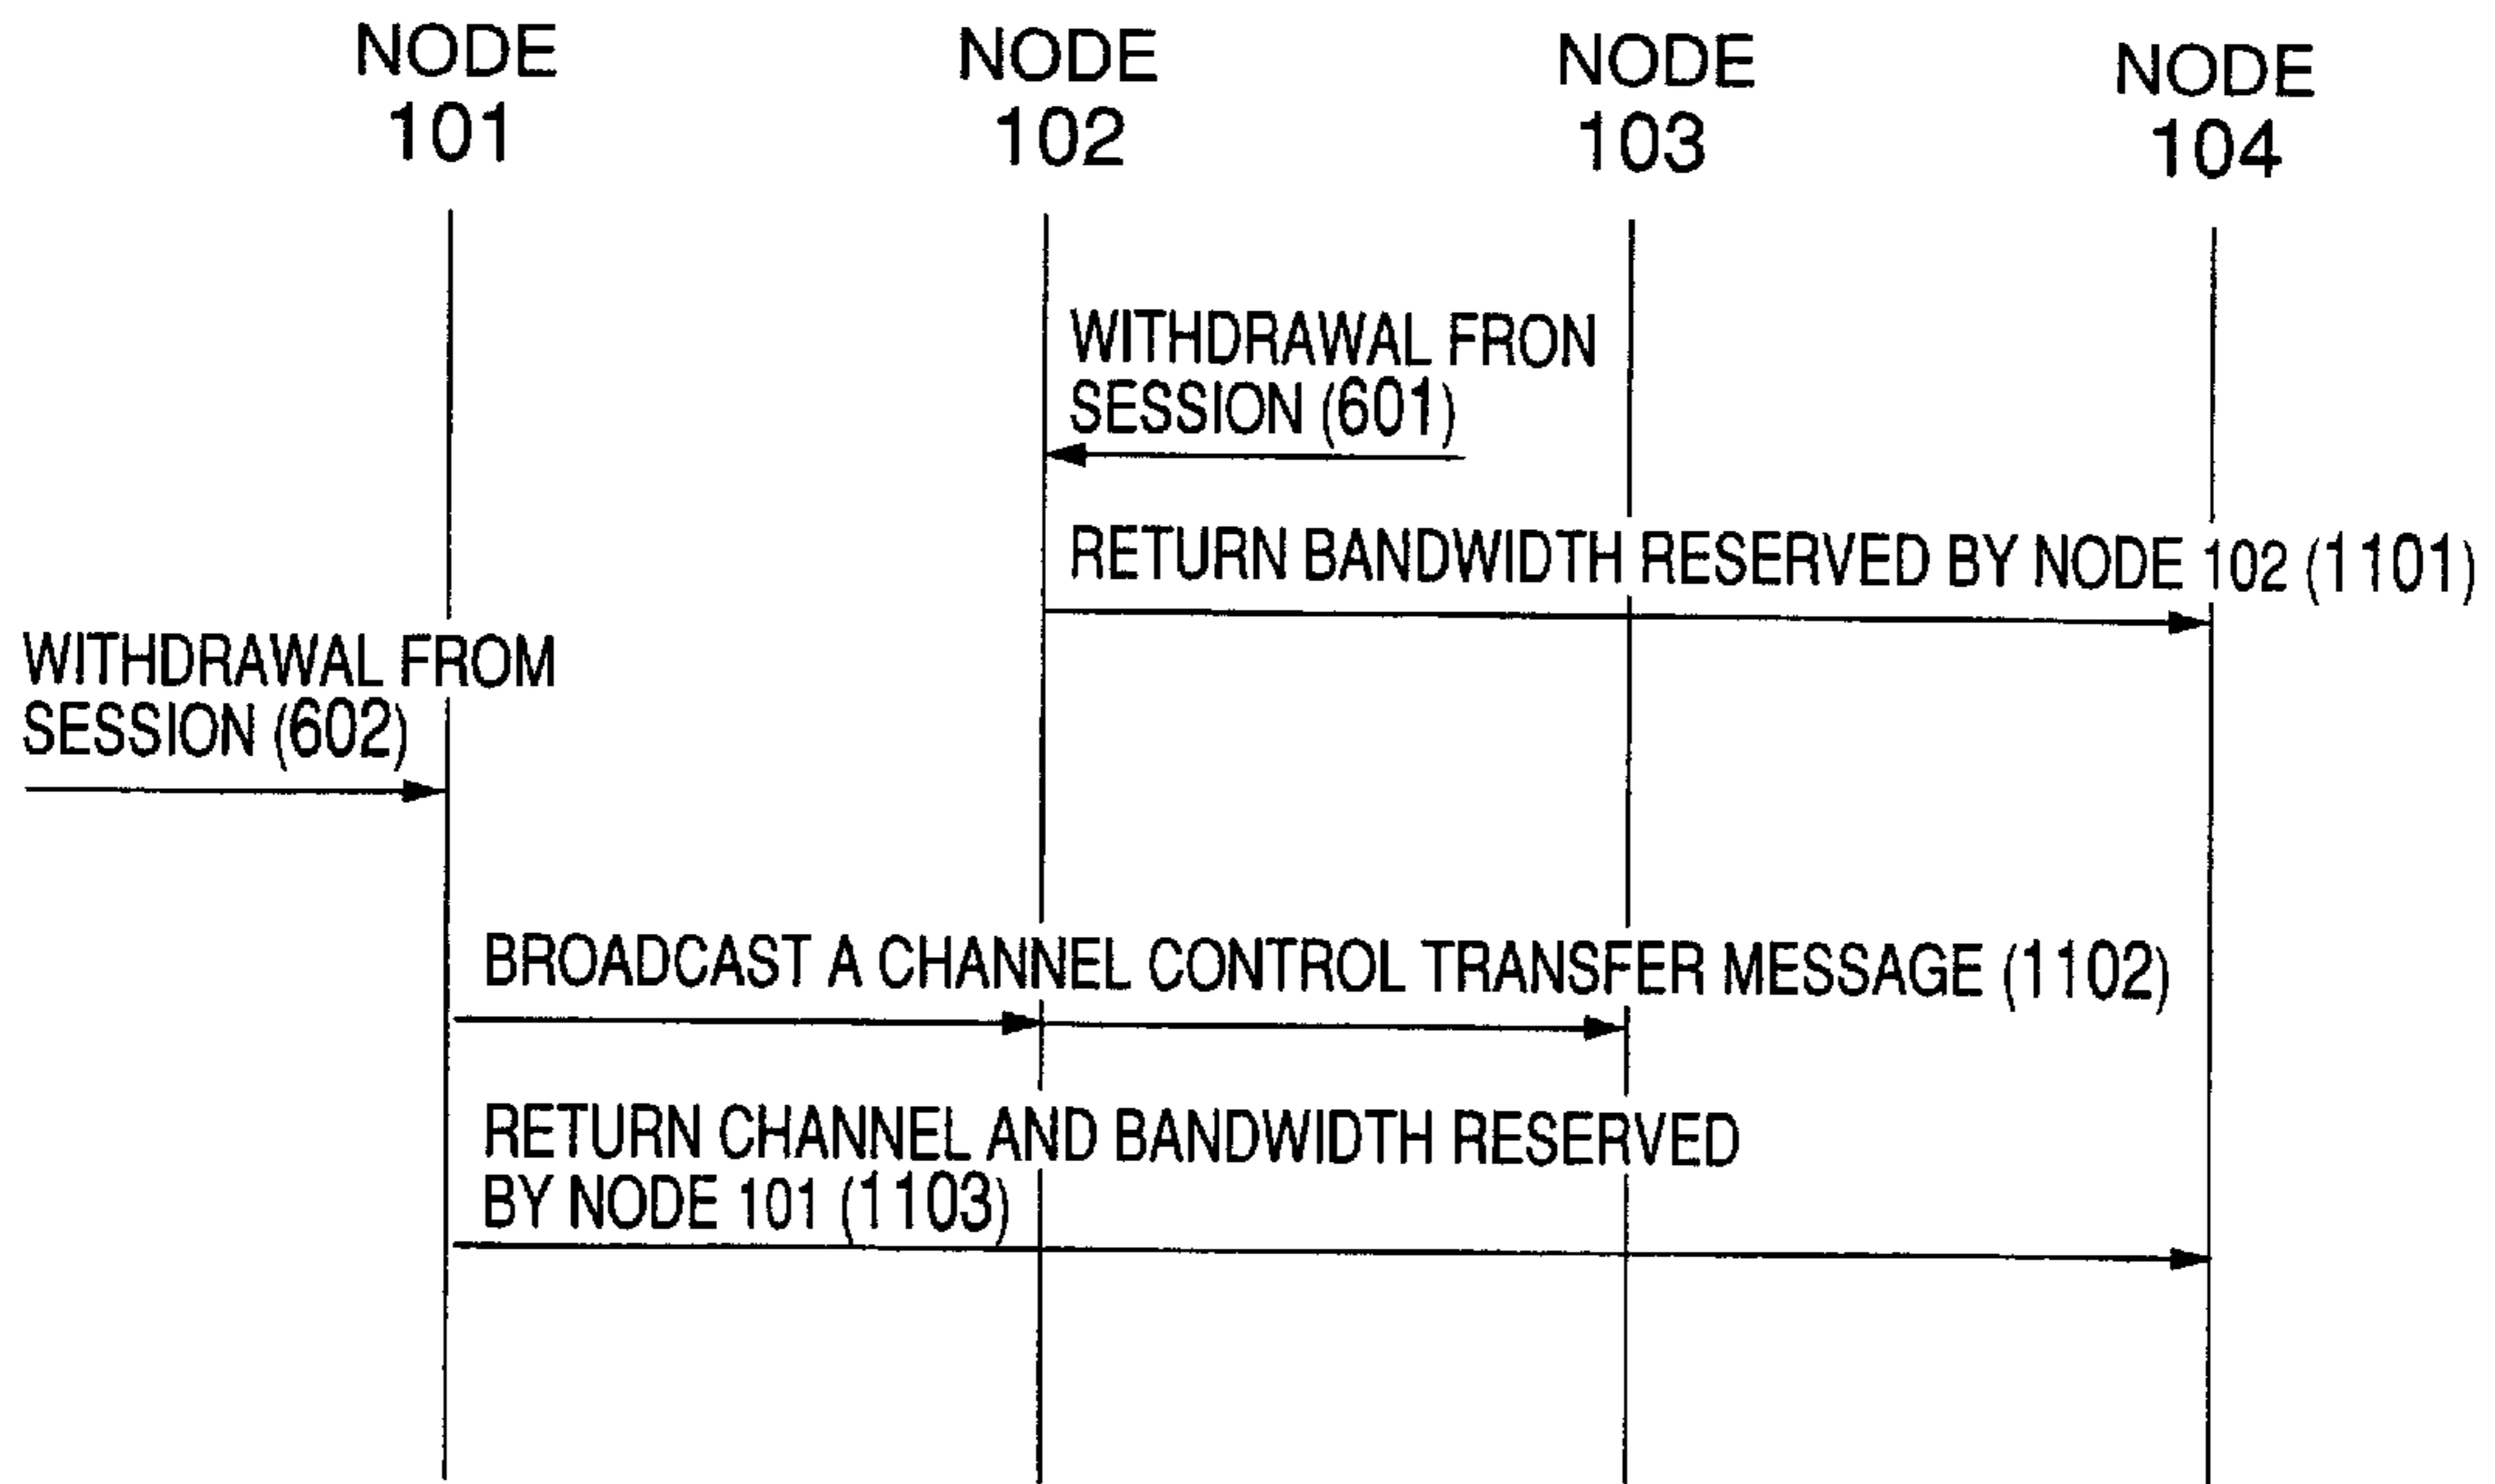 NODE
101
NODE
102
NODE
103
NODE
104
WITHDRAWAL FRON
SESSION (601)
RETURN BANDWIDTH RESERVED BY NODE 102 (1101)
WITHDRAWAL FROM
SESSION (602)
BROADCAST A CHANNEL CONTROL TRANSFER MESSAGE (1102)
RETURN CHANNEL AND BANDWIDTH RESERVED
BY NODE 101 (1103)